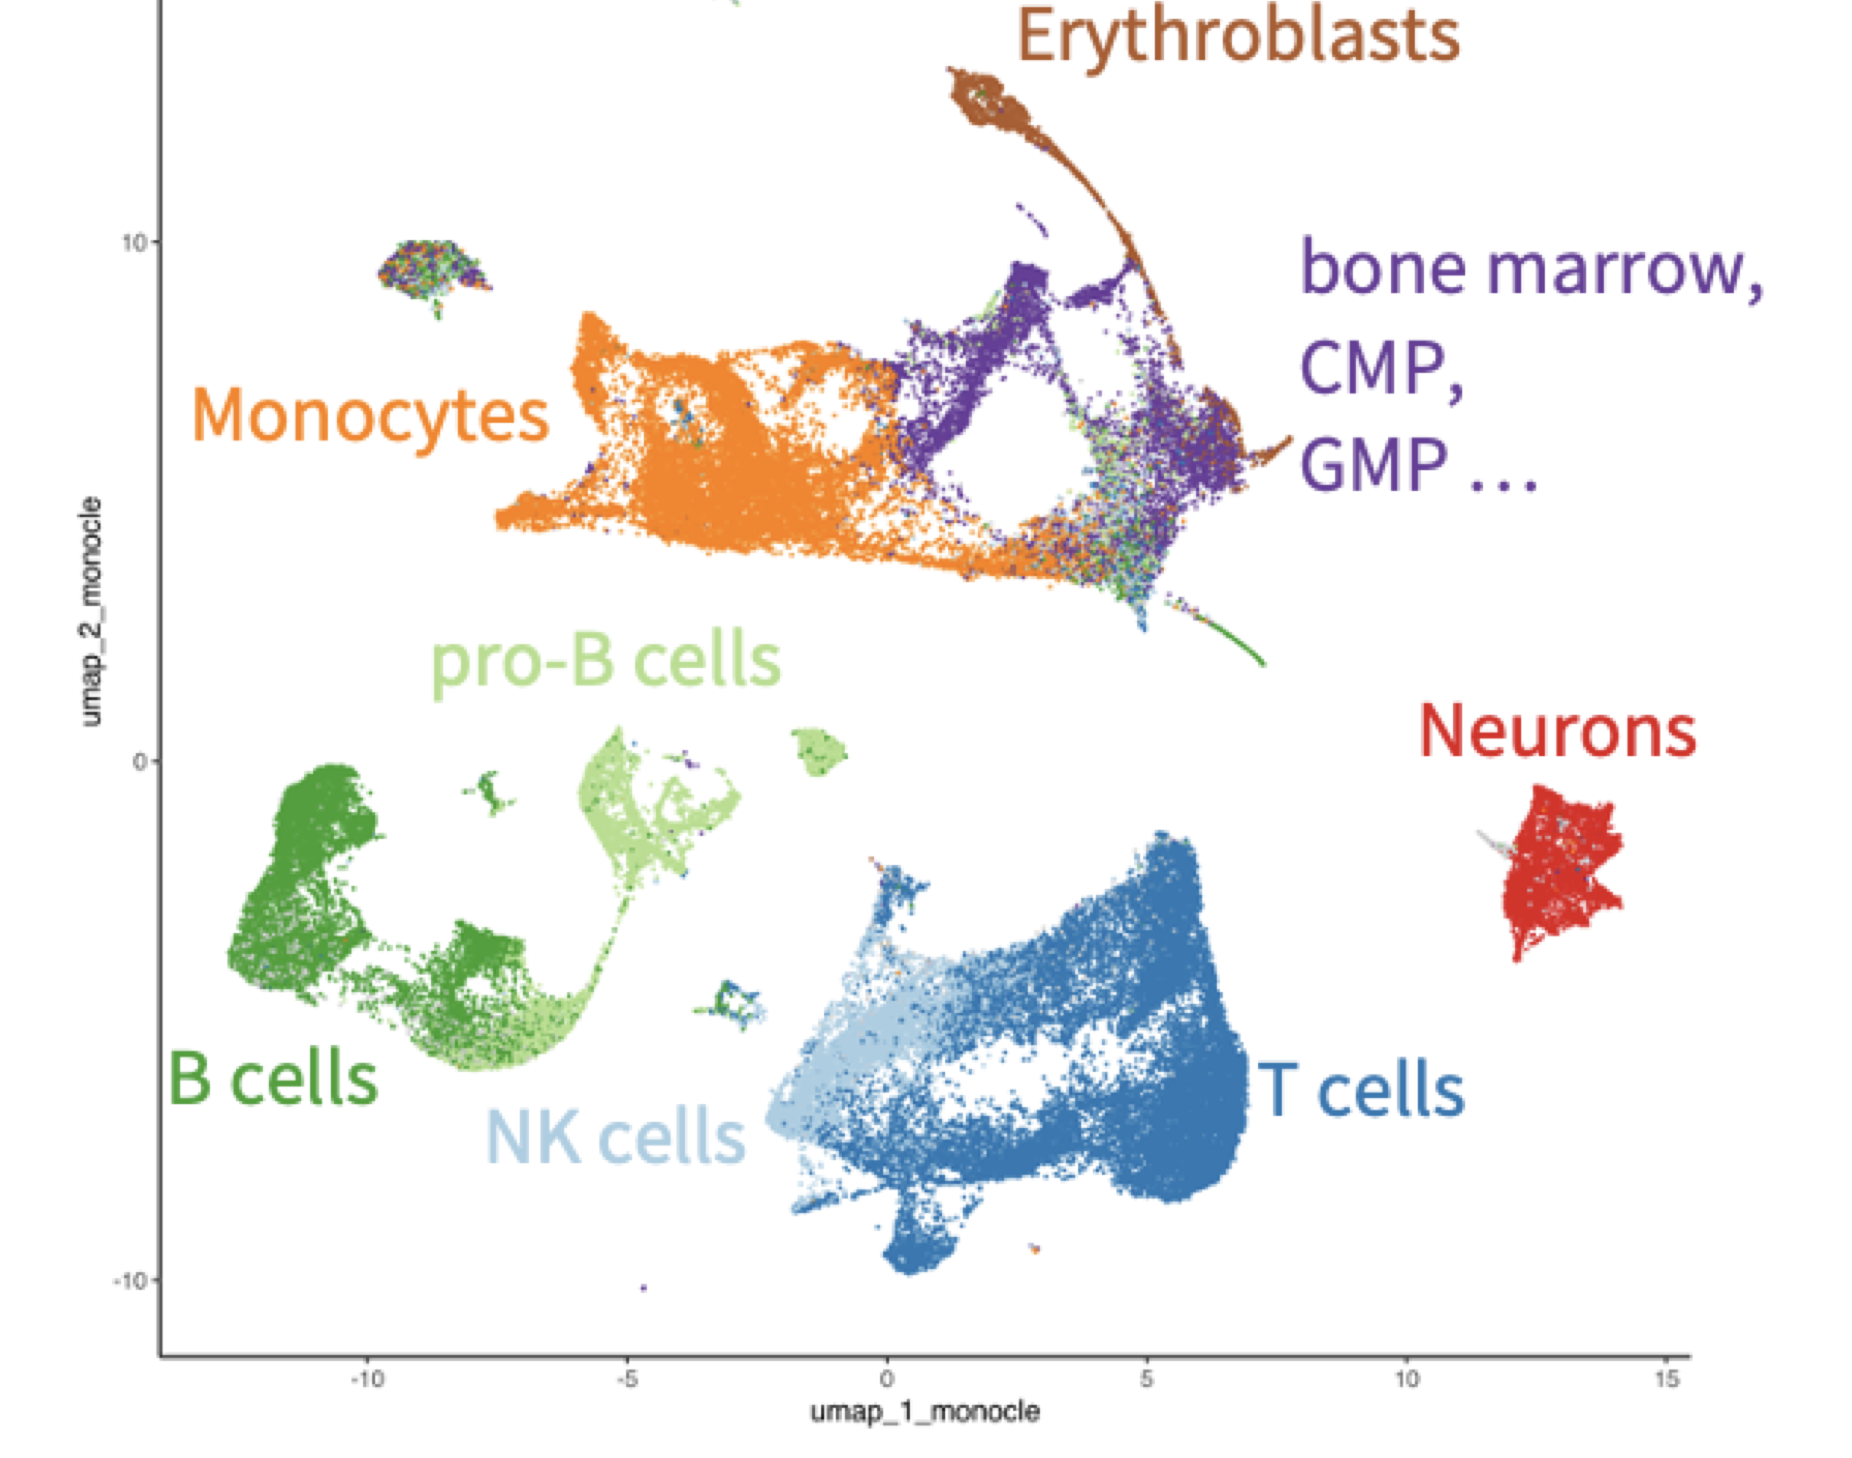 Erythroblasts
10
bone marrow,
CMP,
GMP ...
Monocytes
umap_2_monocle
pro-B cells
Neurons
0
B cells
NK cells
T cells
-10
-10 -5 0 5 10 15
umap_1_monocle